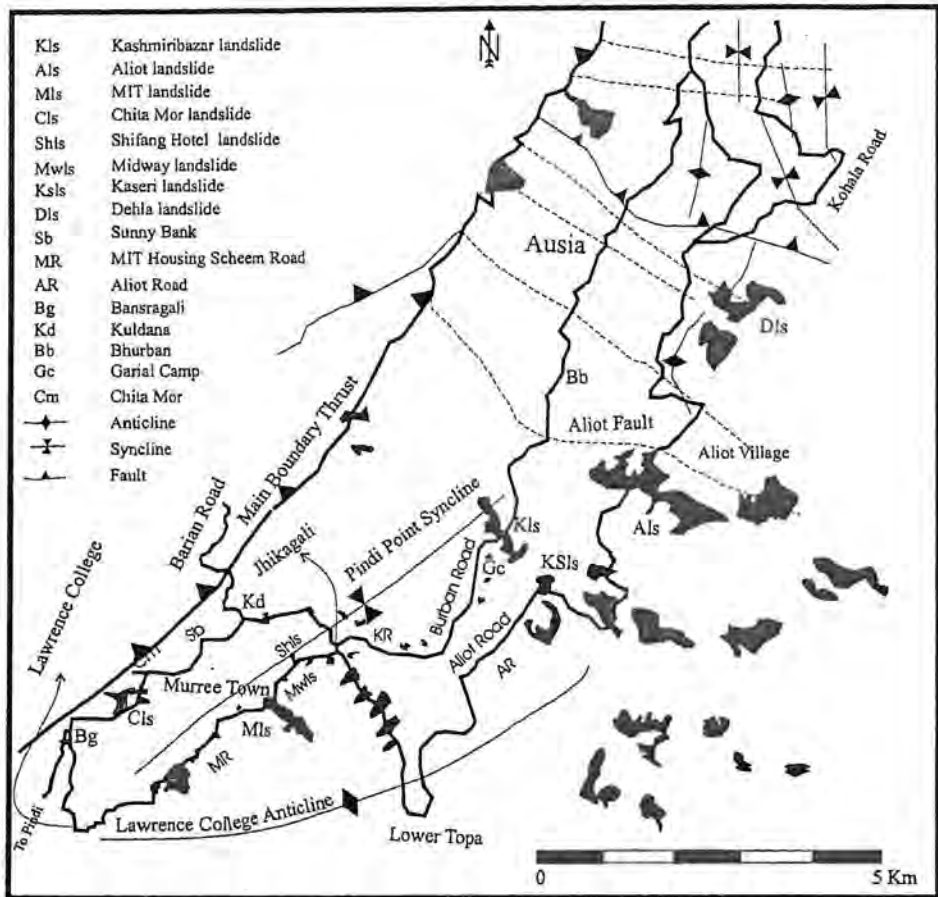 Kls Kashmiribazar landslide
Als Aliot landslide
Mls MIT landslide
Cls Chita Mor landslide
Shls Shifang Hotel landslide
Mwls Midway landslide
Ksls Kaseri landslide
Dls Dehla landslide
Sb Sunny Bank
MR MIT Housing Scheem Road
AR Aliot Road
Bg Bansragali
Kd Kuldana
Bb Bhurban
Gc Garial Camp
Cm Chita Mor
Anticline
Syncline
Fault
N
Kohala Road
Ausia
Dls
Bb
Main Boundary Thrust
Aliot Fault
Aliot Village
Barian Road
Jhikagali
Pindi Point Syncline
Kls
Als
Lawrence College
Gc
KSls
Kd
Burban Road
Sb
Shls
KR
Aliot Road
AR
Cm
Murree Town
Mwls
Cls
Mls
Bg
MR
To Pindi
Lawrence College Anticline
Lower Topa
0 5 Km